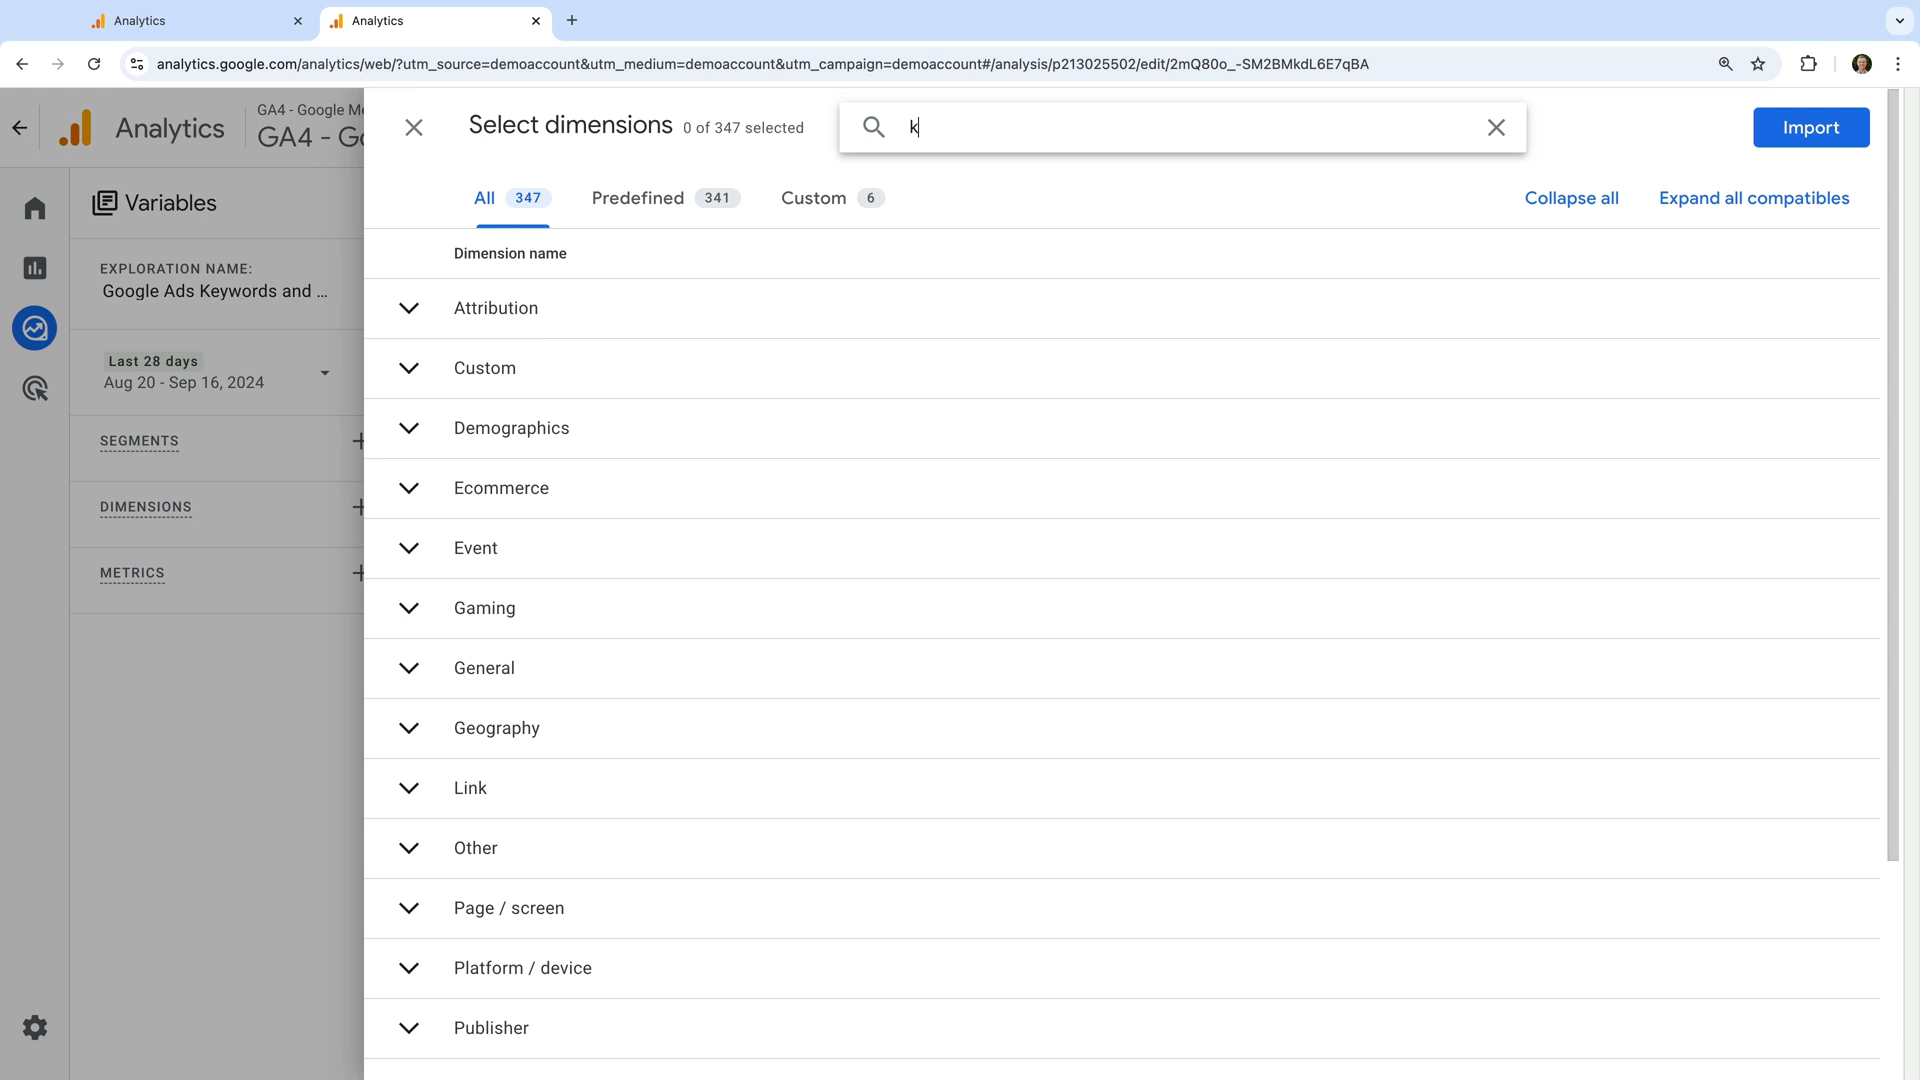 Analytics
Analytics
analytics.google.com/analytics/web/?utm_source=demoaccount&utm_medium=demoaccount&utm_campaign=demoaccount#/analysis/p213025502/edit/2mQ80o_-SM2BMkdL6E7qBA
Analytics
GA4 - Google Me
GA4 - Go
Select dimensions 0 of 347 selected
k
Import
Variables
All 347 Predefined 341 Custom 6
Collapse all Expand all compatibles
EXPLORATION NAME:
Google Ads Keywords and ...
Last 28 days
Aug 20 - Sep 16, 2024
SEGMENTS
DIMENSIONS
METRICS
Dimension name
Attribution
Custom
Demographics
Ecommerce
Event
Gaming
General
Geography
Link
Other
Page / screen
Platform / device
Publisher